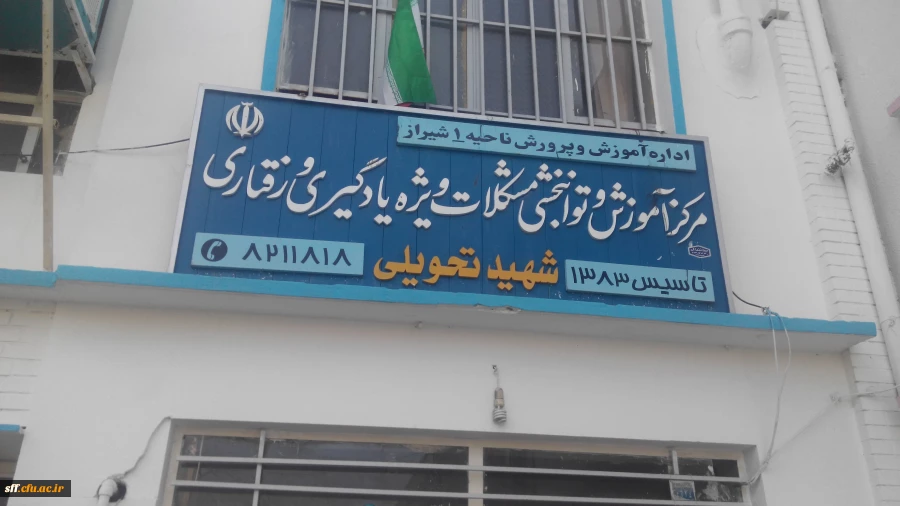 اداره آموزش و پرورش ناحیه ۱ شیراز
مرکز آموزش و توانبخشی مشکلات ویژه یادگیری و رفتاری
شهید تحویلی
تاسیس ۱۳۸۳
۸۲۱۱۸۱۸
sff.cfu.ac.ir